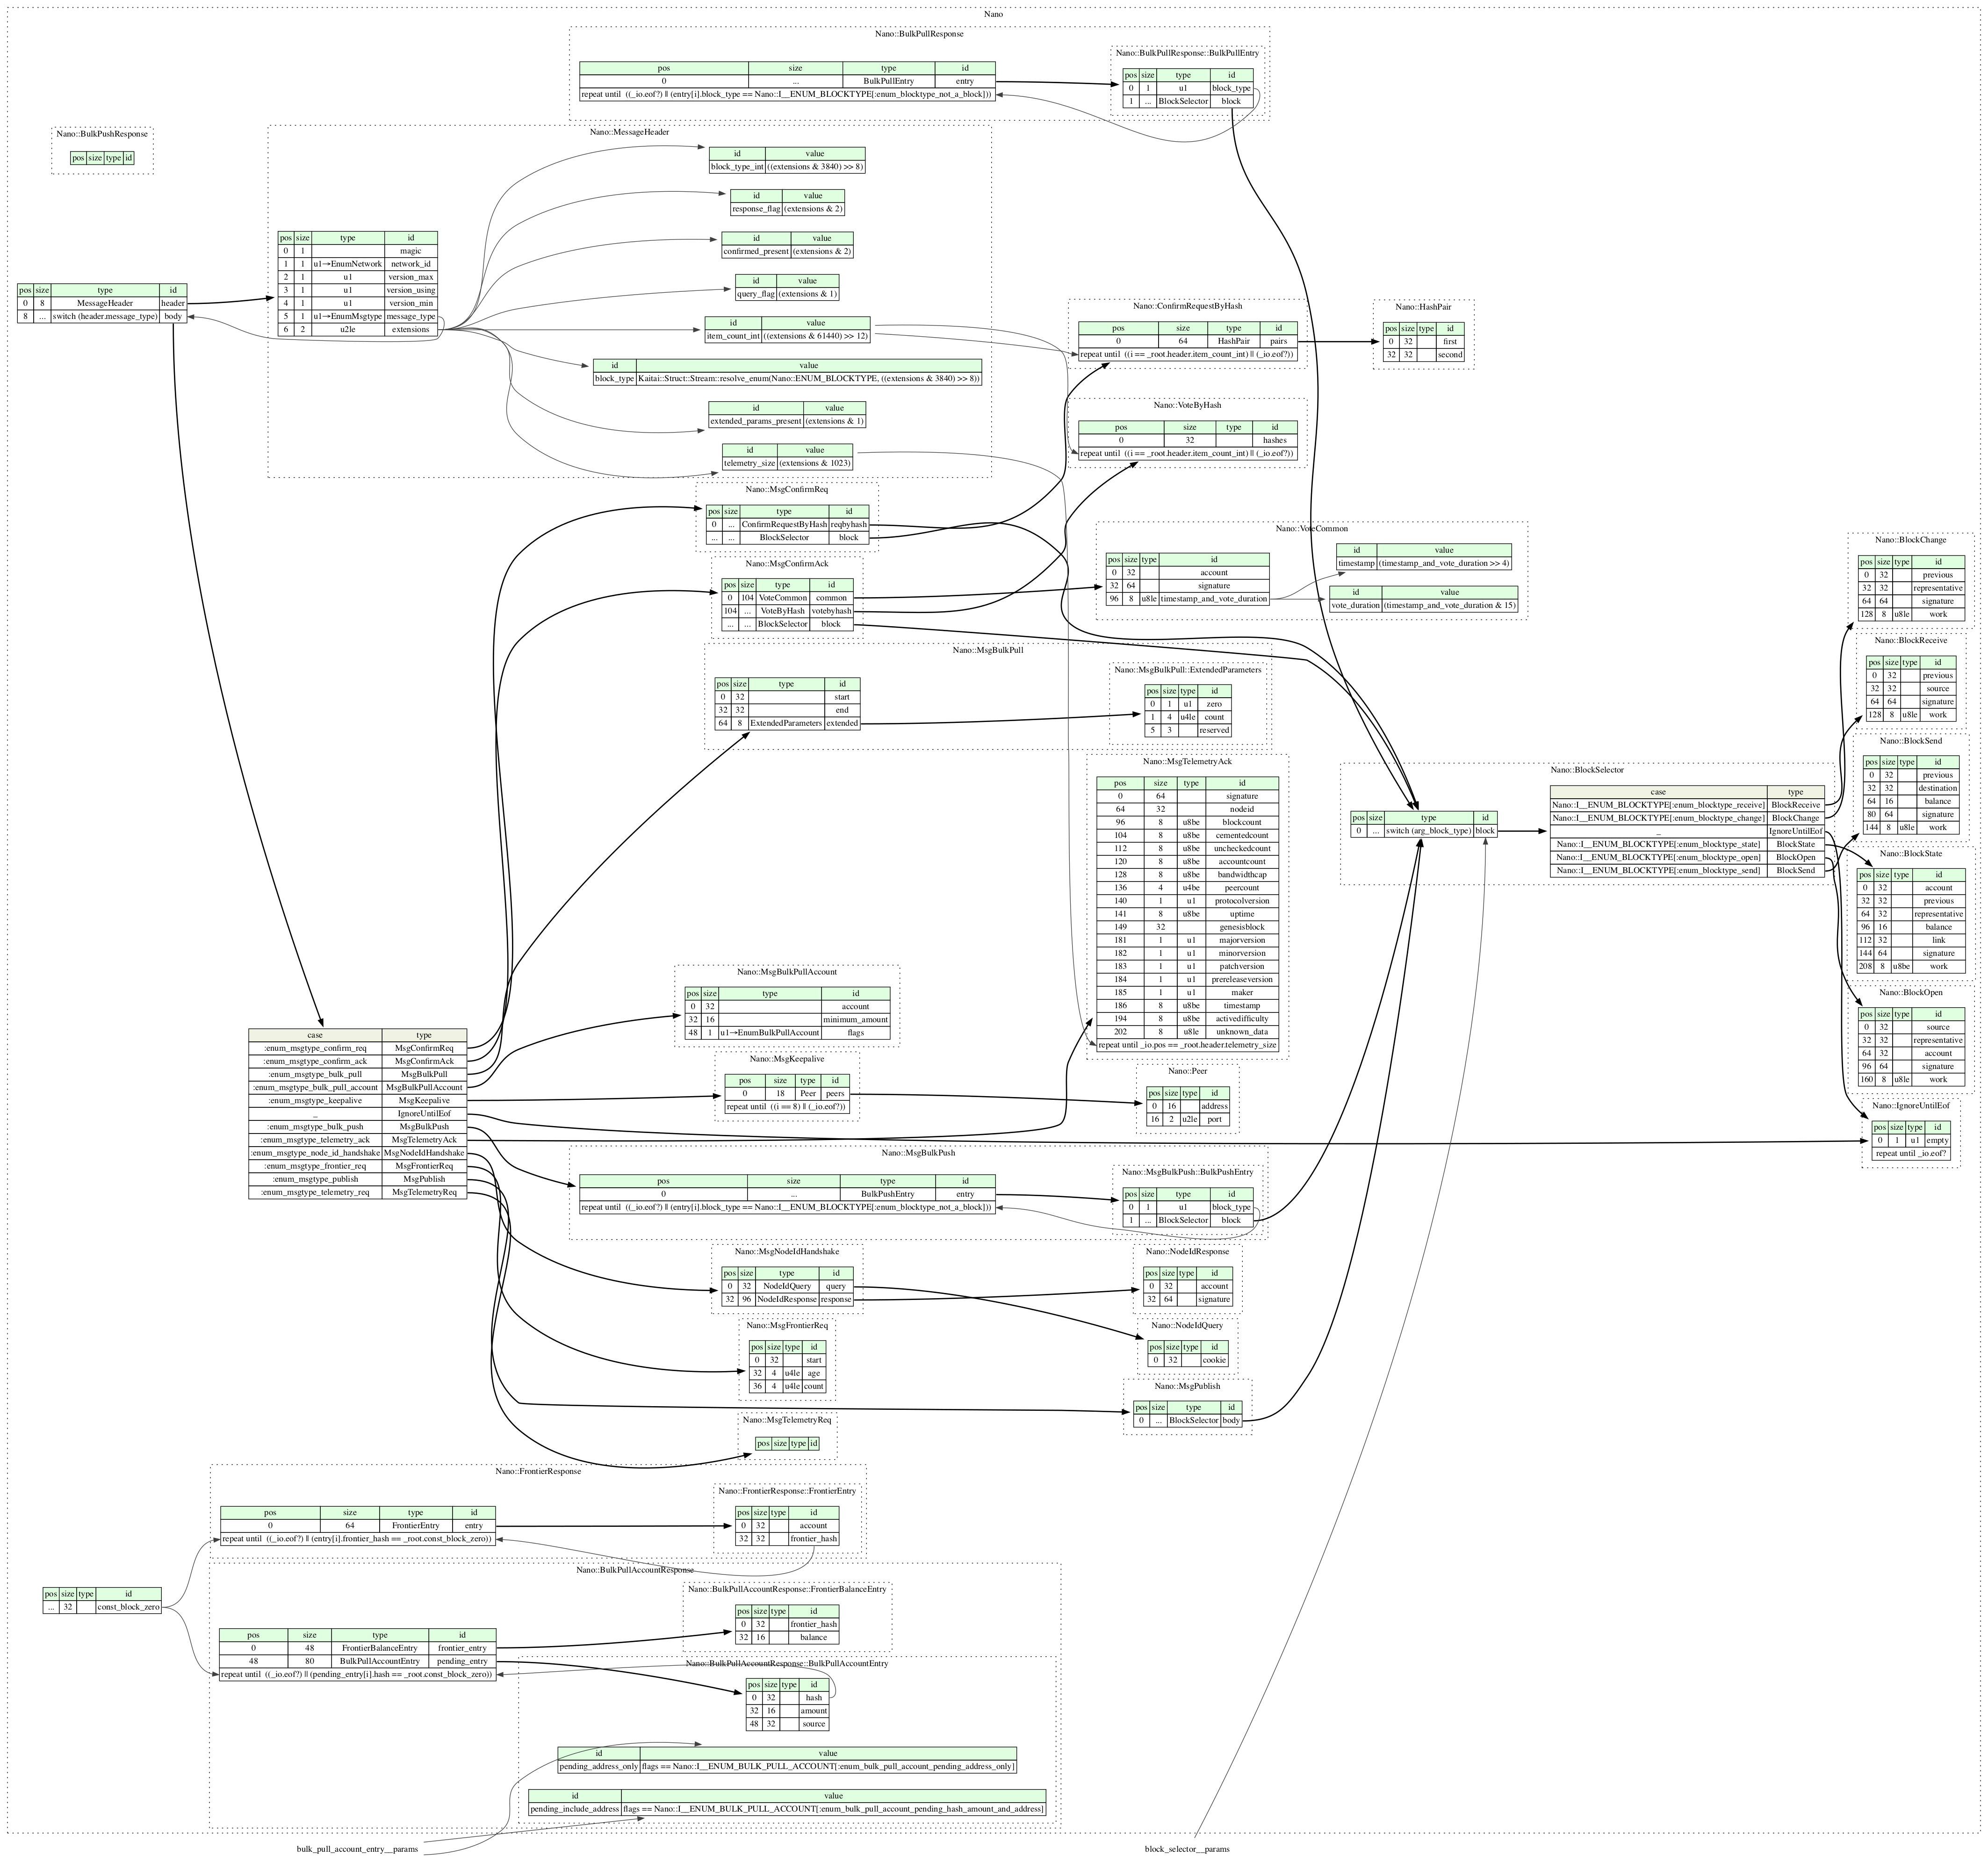 Nano
Nano::BulkPullResponse
pos size type id
0 ... BulkPullEntry entry
repeat until ((_io.eof?) || (entry[i].block_type == Nano::I__ENUM_BLOCKTYPE[:enum_blocktype_not_a_block]))
Nano::BulkPullResponse::BulkPullEntry
pos size type id
0 1 u1 block_type
1 ... BlockSelector block
Nano::BulkPushResponse
pos size type id
Nano::MessageHeader
pos size type id
0 1 magic
1 1 u1→EnumNetwork network_id
2 1 u1 version_max
3 1 u1 version_using
4 1 u1 version_min
5 1 u1→EnumMsgtype message_type
6 2 u2le extensions
id value
block_type_int ((extensions & 3840) >> 8)
id value
response_flag (extensions & 2)
id value
confirmed_present (extensions & 2)
id value
query_flag (extensions & 1)
id value
item_count_int ((extensions & 61440) >> 12)
id value
block_type Kaitai::Struct::Stream::resolve_enum(Nano::ENUM_BLOCKTYPE, ((extensions & 3840) >> 8))
id value
extended_params_present (extensions & 1)
id value
telemetry_size (extensions & 1023)
pos size type id
0 8 MessageHeader header
8 ... switch (header.message_type) body
Nano::ConfirmRequestByHash
pos size type id
0 64 HashPair pairs
repeat until ((i == _root.header.item_count_int) || (_io.eof?))
Nano::HashPair
pos size type id
0 32 first
32 32 second
Nano::VoteByHash
pos size type id
0 32 hashes
repeat until ((i == _root.header.item_count_int) || (_io.eof?))
Nano::MsgConfirmReq
pos size type id
0 ... ConfirmRequestByHash reqbyhash
... ... BlockSelector block
Nano::MsgConfirmAck
pos size type id
0 104 VoteCommon common
104 ... VoteByHash votebyhash
... ... BlockSelector block
Nano::VoteCommon
pos size type id
0 32 account
32 64 signature
96 8 u8le timestamp_and_vote_duration
id value
timestamp (timestamp_and_vote_duration >> 4)
id value
vote_duration (timestamp_and_vote_duration & 15)
Nano::MsgBulkPull
pos size type id
0 32 start
32 32 end
64 8 ExtendedParameters extended
Nano::MsgBulkPull::ExtendedParameters
pos size type id
0 1 u1 zero
1 4 u4le count
5 3 reserved
Nano::MsgTelemetryAck
pos size type id
0 64 signature
64 32 nodeid
96 8 u8be blockcount
104 8 u8be cementedcount
112 8 u8be uncheckedcount
120 8 u8be accountcount
128 8 u8be bandwidthcap
136 4 u4be peercount
140 1 u1 protocolversion
141 8 u8be uptime
149 32 genesisblock
181 1 u1 majorversion
182 1 u1 minorversion
183 1 u1 patchversion
184 1 u1 prereleaseversion
185 1 u1 maker
186 8 u8be timestamp
194 8 u8be activedifficulty
202 8 u8le unknown_data
repeat until _io.pos == _root.header.telemetry_size
Nano::BlockSelector
pos size type id
0 ... switch (arg_block_type) block
case type
Nano::I__ENUM_BLOCKTYPE[:enum_blocktype_receive] BlockReceive
Nano::I__ENUM_BLOCKTYPE[:enum_blocktype_change] BlockChange
_ IgnoreUntilEof
Nano::I__ENUM_BLOCKTYPE[:enum_blocktype_state] BlockState
Nano::I__ENUM_BLOCKTYPE[:enum_blocktype_open] BlockOpen
Nano::I__ENUM_BLOCKTYPE[:enum_blocktype_send] BlockSend
Nano::BlockChange
pos size type id
0 32 previous
32 32 representative
64 64 signature
128 8 u8le work
Nano::BlockReceive
pos size type id
0 32 previous
32 32 source
64 64 signature
128 8 u8le work
Nano::BlockSend
pos size type id
0 32 previous
32 32 destination
64 16 balance
80 64 signature
144 8 u8le work
Nano::BlockState
pos size type id
0 32 account
32 32 previous
64 32 representative
96 16 balance
112 32 link
144 64 signature
208 8 u8be work
Nano::BlockOpen
pos size type id
0 32 source
32 32 representative
64 32 account
96 64 signature
160 8 u8le work
Nano::IgnoreUntilEof
pos size type id
0 1 u1 empty
repeat until _io.eof?
case type
:enum_msgtype_confirm_req MsgConfirmReq
:enum_msgtype_confirm_ack MsgConfirmAck
:enum_msgtype_bulk_pull MsgBulkPull
:enum_msgtype_bulk_pull_account MsgBulkPullAccount
:enum_msgtype_keepalive MsgKeepalive
_ IgnoreUntilEof
:enum_msgtype_bulk_push MsgBulkPush
:enum_msgtype_telemetry_ack MsgTelemetryAck
:enum_msgtype_node_id_handshake MsgNodeIdHandshake
:enum_msgtype_frontier_req MsgFrontierReq
:enum_msgtype_publish MsgPublish
:enum_msgtype_telemetry_req MsgTelemetryReq
Nano::MsgBulkPullAccount
pos size type id
0 32 account
32 16 minimum_amount
48 1 u1→EnumBulkPullAccount flags
Nano::MsgKeepalive
pos size type id
0 18 Peer peers
repeat until ((i == 8) || (_io.eof?))
Nano::Peer
pos size type id
0 16 address
16 2 u2le port
Nano::MsgBulkPush
pos size type id
0 ... BulkPushEntry entry
repeat until ((_io.eof?) || (entry[i].block_type == Nano::I__ENUM_BLOCKTYPE[:enum_blocktype_not_a_block]))
Nano::MsgBulkPush::BulkPushEntry
pos size type id
0 1 u1 block_type
1 ... BlockSelector block
Nano::MsgNodeIdHandshake
pos size type id
0 32 NodeIdQuery query
32 96 NodeIdResponse response
Nano::NodeIdResponse
pos size type id
0 32 account
32 64 signature
Nano::MsgFrontierReq
pos size type id
0 32 start
32 4 u4le age
36 4 u4le count
Nano::NodeIdQuery
pos size type id
0 32 cookie
Nano::MsgPublish
pos size type id
0 ... BlockSelector body
Nano::MsgTelemetryReq
pos size type id
Nano::FrontierResponse
pos size type id
0 64 FrontierEntry entry
repeat until ((_io.eof?) || (entry[i].frontier_hash == _root.const_block_zero))
Nano::FrontierResponse::FrontierEntry
pos size type id
0 32 account
32 32 frontier_hash
pos size type id
... 32 const_block_zero
Nano::BulkPullAccountResponse
pos size type id
0 48 FrontierBalanceEntry frontier_entry
48 80 BulkPullAccountEntry pending_entry
repeat until ((_io.eof?) || (pending_entry[i].hash == _root.const_block_zero))
Nano::BulkPullAccountResponse::FrontierBalanceEntry
pos size type id
0 32 frontier_hash
32 16 balance
Nano::BulkPullAccountResponse::BulkPullAccountEntry
pos size type id
0 32 hash
32 16 amount
48 32 source
id value
pending_address_only flags == Nano::I__ENUM_BULK_PULL_ACCOUNT[:enum_bulk_pull_account_pending_address_only]
id value
pending_include_address flags == Nano::I__ENUM_BULK_PULL_ACCOUNT[:enum_bulk_pull_account_pending_hash_amount_and_address]
bulk_pull_account_entry__params
block_selector__params